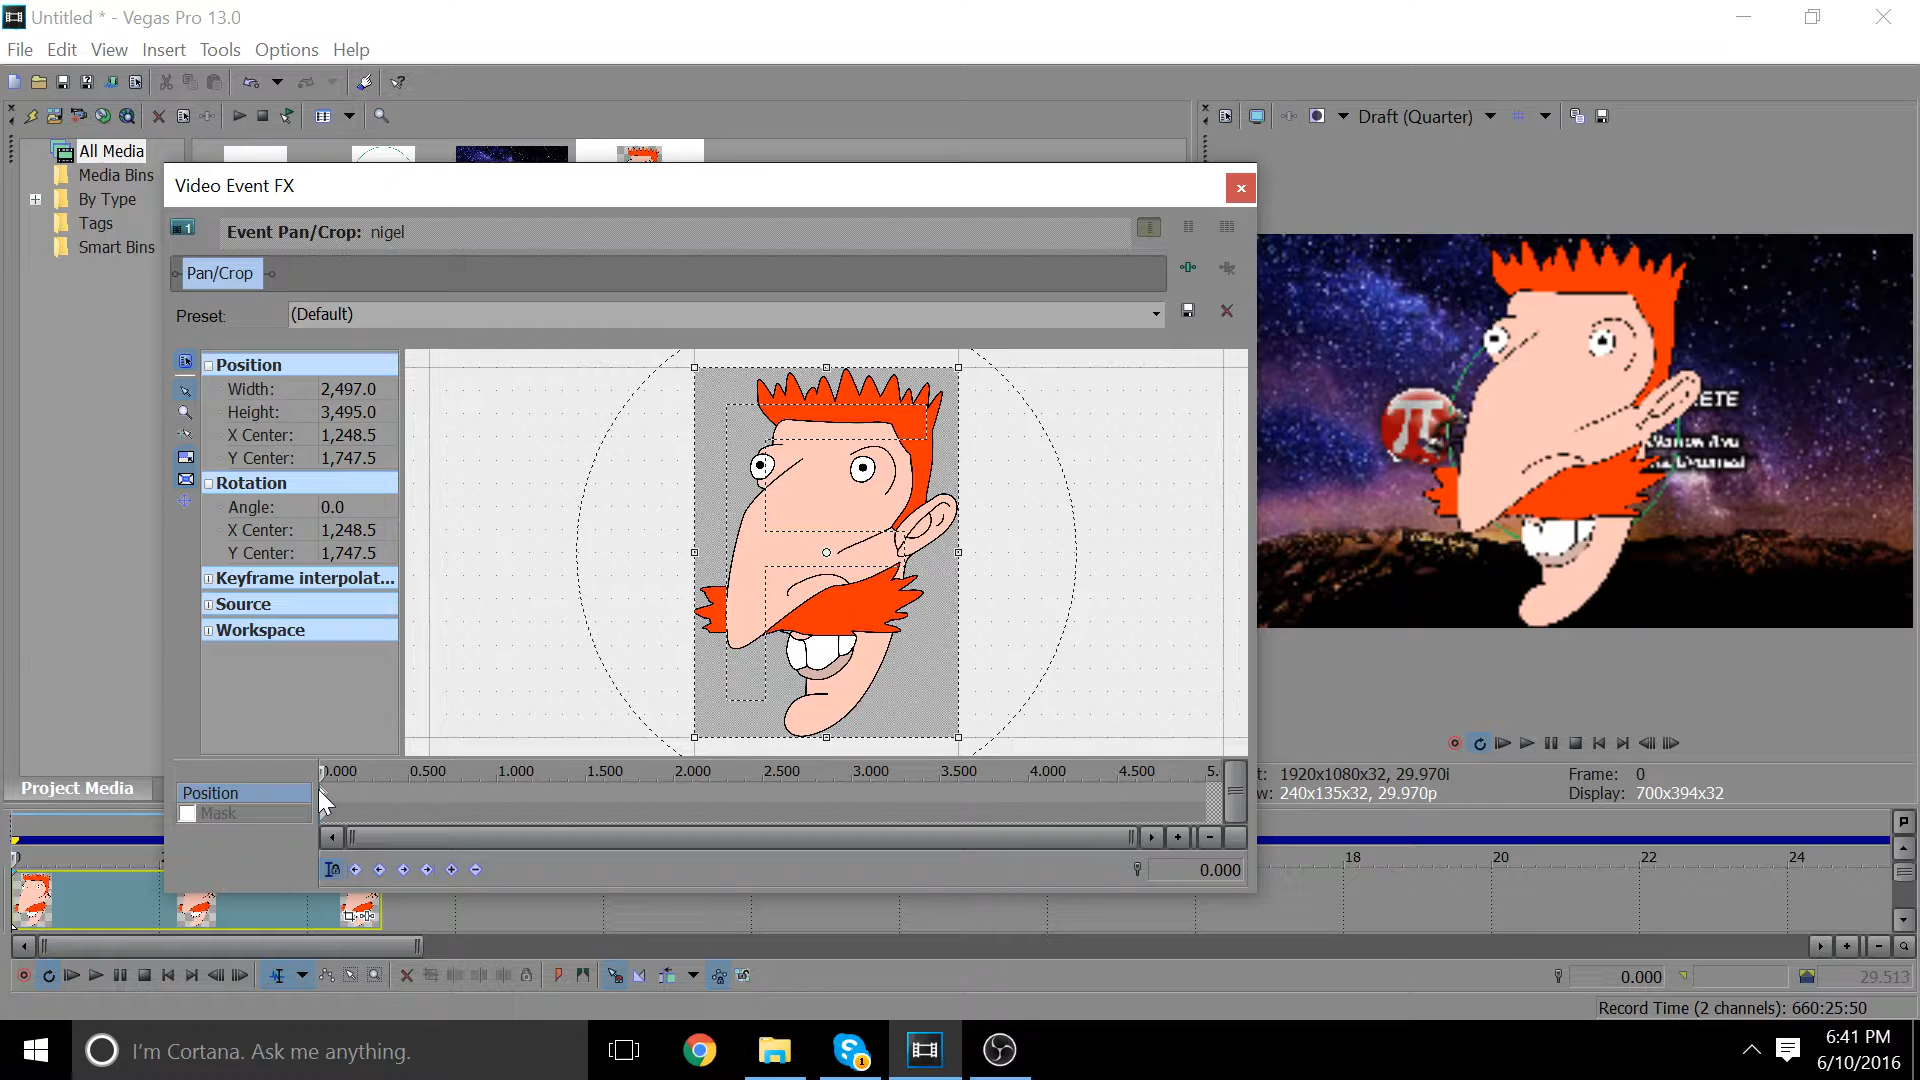 Untitled * - Vegas Pro 13.0
File Edit View Insert Tools Options Help
Draft (Quarter)
All Media
Media Bins
By Type
Tags
Smart Bins
Video Event FX
1
Event Pan/Crop: nigel
Pan/Crop
Preset: (Default)
Position
Width: 2,497.0
Height: 3,495.0
X Center: 1,248.5
Y Center: 1,747.5
Rotation
Angle: 0.0
X Center: 1,248.5
Y Center: 1,747.5
Keyframe interpolat...
Source
Workspace
π
ETE
0.000 0.500 1.000 1.500 2.000 2.500 3.000 3.500 4.000 4.500 5.
Position
Mask
0.000
t: 1920x1080x32, 29.970i Frame: 0
w: 240x135x32, 29.970p Display: 700x394x32
Project Media
18 20 22 24
0.000 29.513
Record Time (2 channels): 660:25:50
I'm Cortana. Ask me anything.
1
6:41 PM
6/10/2016